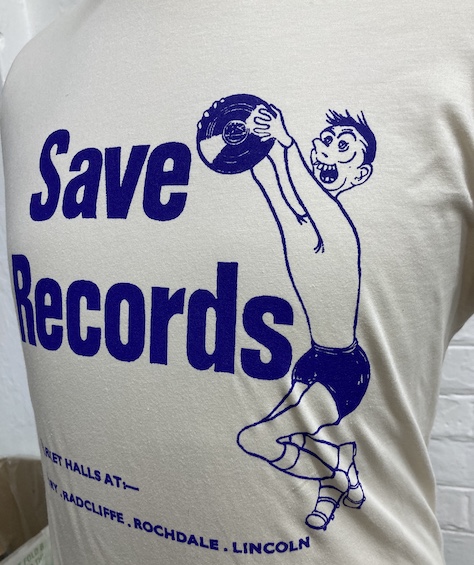 Save
Records
HALLS AT:—
. RADCLIFFE . ROCHDALE . LINCOLN